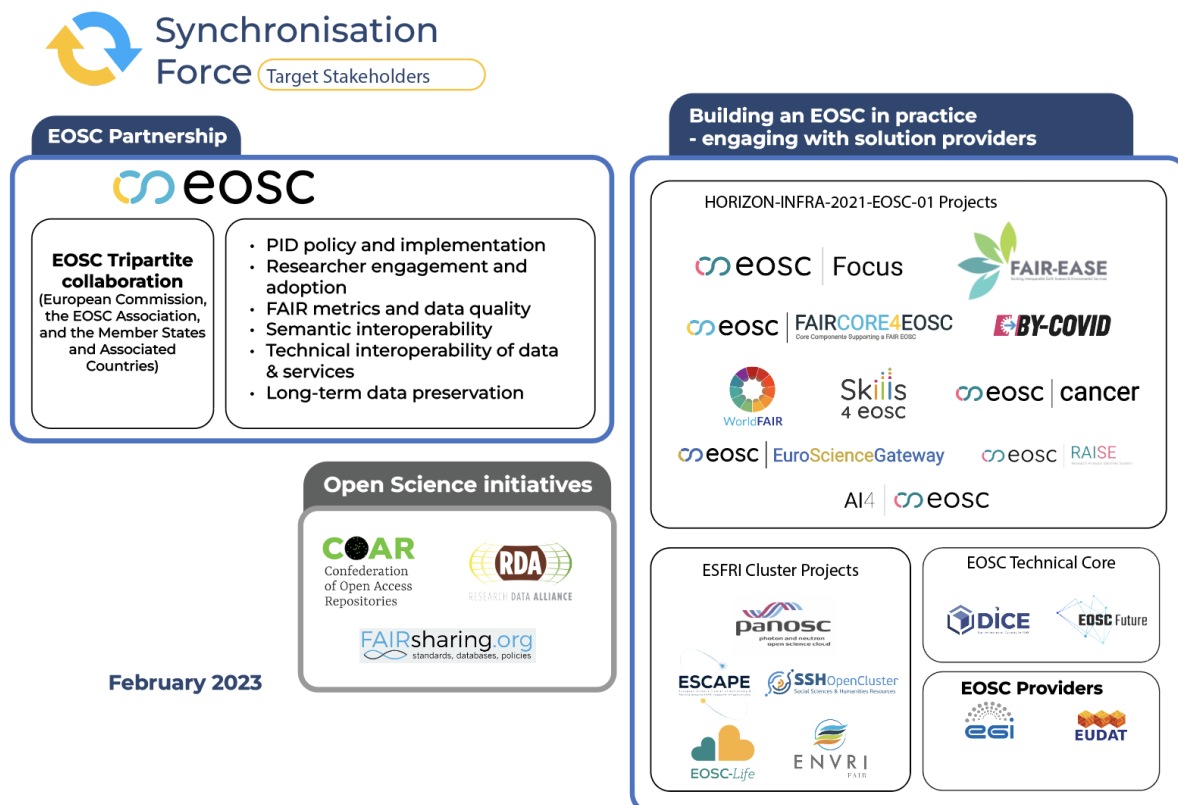 Synchronisation
Force
Target Stakeholders
EOSC Partnership
eosc
EOSC Tripartite
collaboration
(European Commission,
the EOSC Association,
and the Member States
and Associated
Countries)
• PID policy and implementation
• Researcher engagement and
adoption
• FAIR metrics and data quality
• Semantic interoperability
• Technical interoperability of data
& services
• Long-term data preservation
Open Science initiatives
COAR
Confederation
of Open Access
Repositories
RDA
RESEARCH DATA ALLIANCE
FAIRsharing.org
standards, databases, policies
February 2023
Building an EOSC in practice
- engaging with solution providers
HORIZON-INFRA-2021-EOSC-01 Projects
eosc | Focus
FAIR-EASE
eosc | FAIRCORE4EOSC
Core Components Supporting a FAIR EOSC
BY-COVID
WorldFAIR
Skills
4 eosc
eosc | cancer
eosc | EuroScienceGateway
eosc | RAISE
AI4 | eosc
ESFRI Cluster Projects
panosc
photon and neutron
open science cloud
ESCAPE
SSHOpenCluster
Social Sciences & Humanities Resources
EOSC-Life
ENVRI
FAIR
EOSC Technical Core
DICE
EOSC Future
EOSC Providers
egi
EUDAT